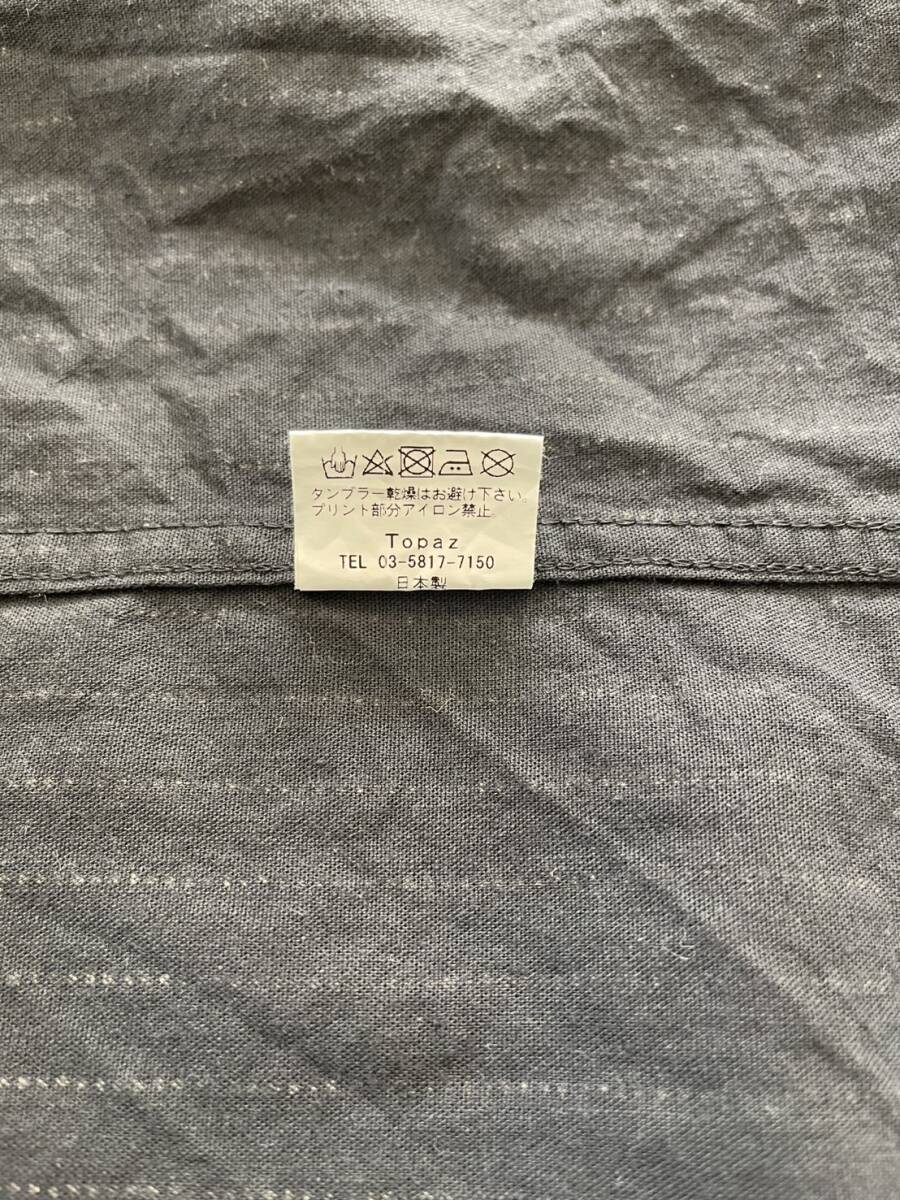 タンブラー乾燥はお避け下さい。
プリント部分アイロン禁止。
Topaz
TEL 03-5817-7150
日本製